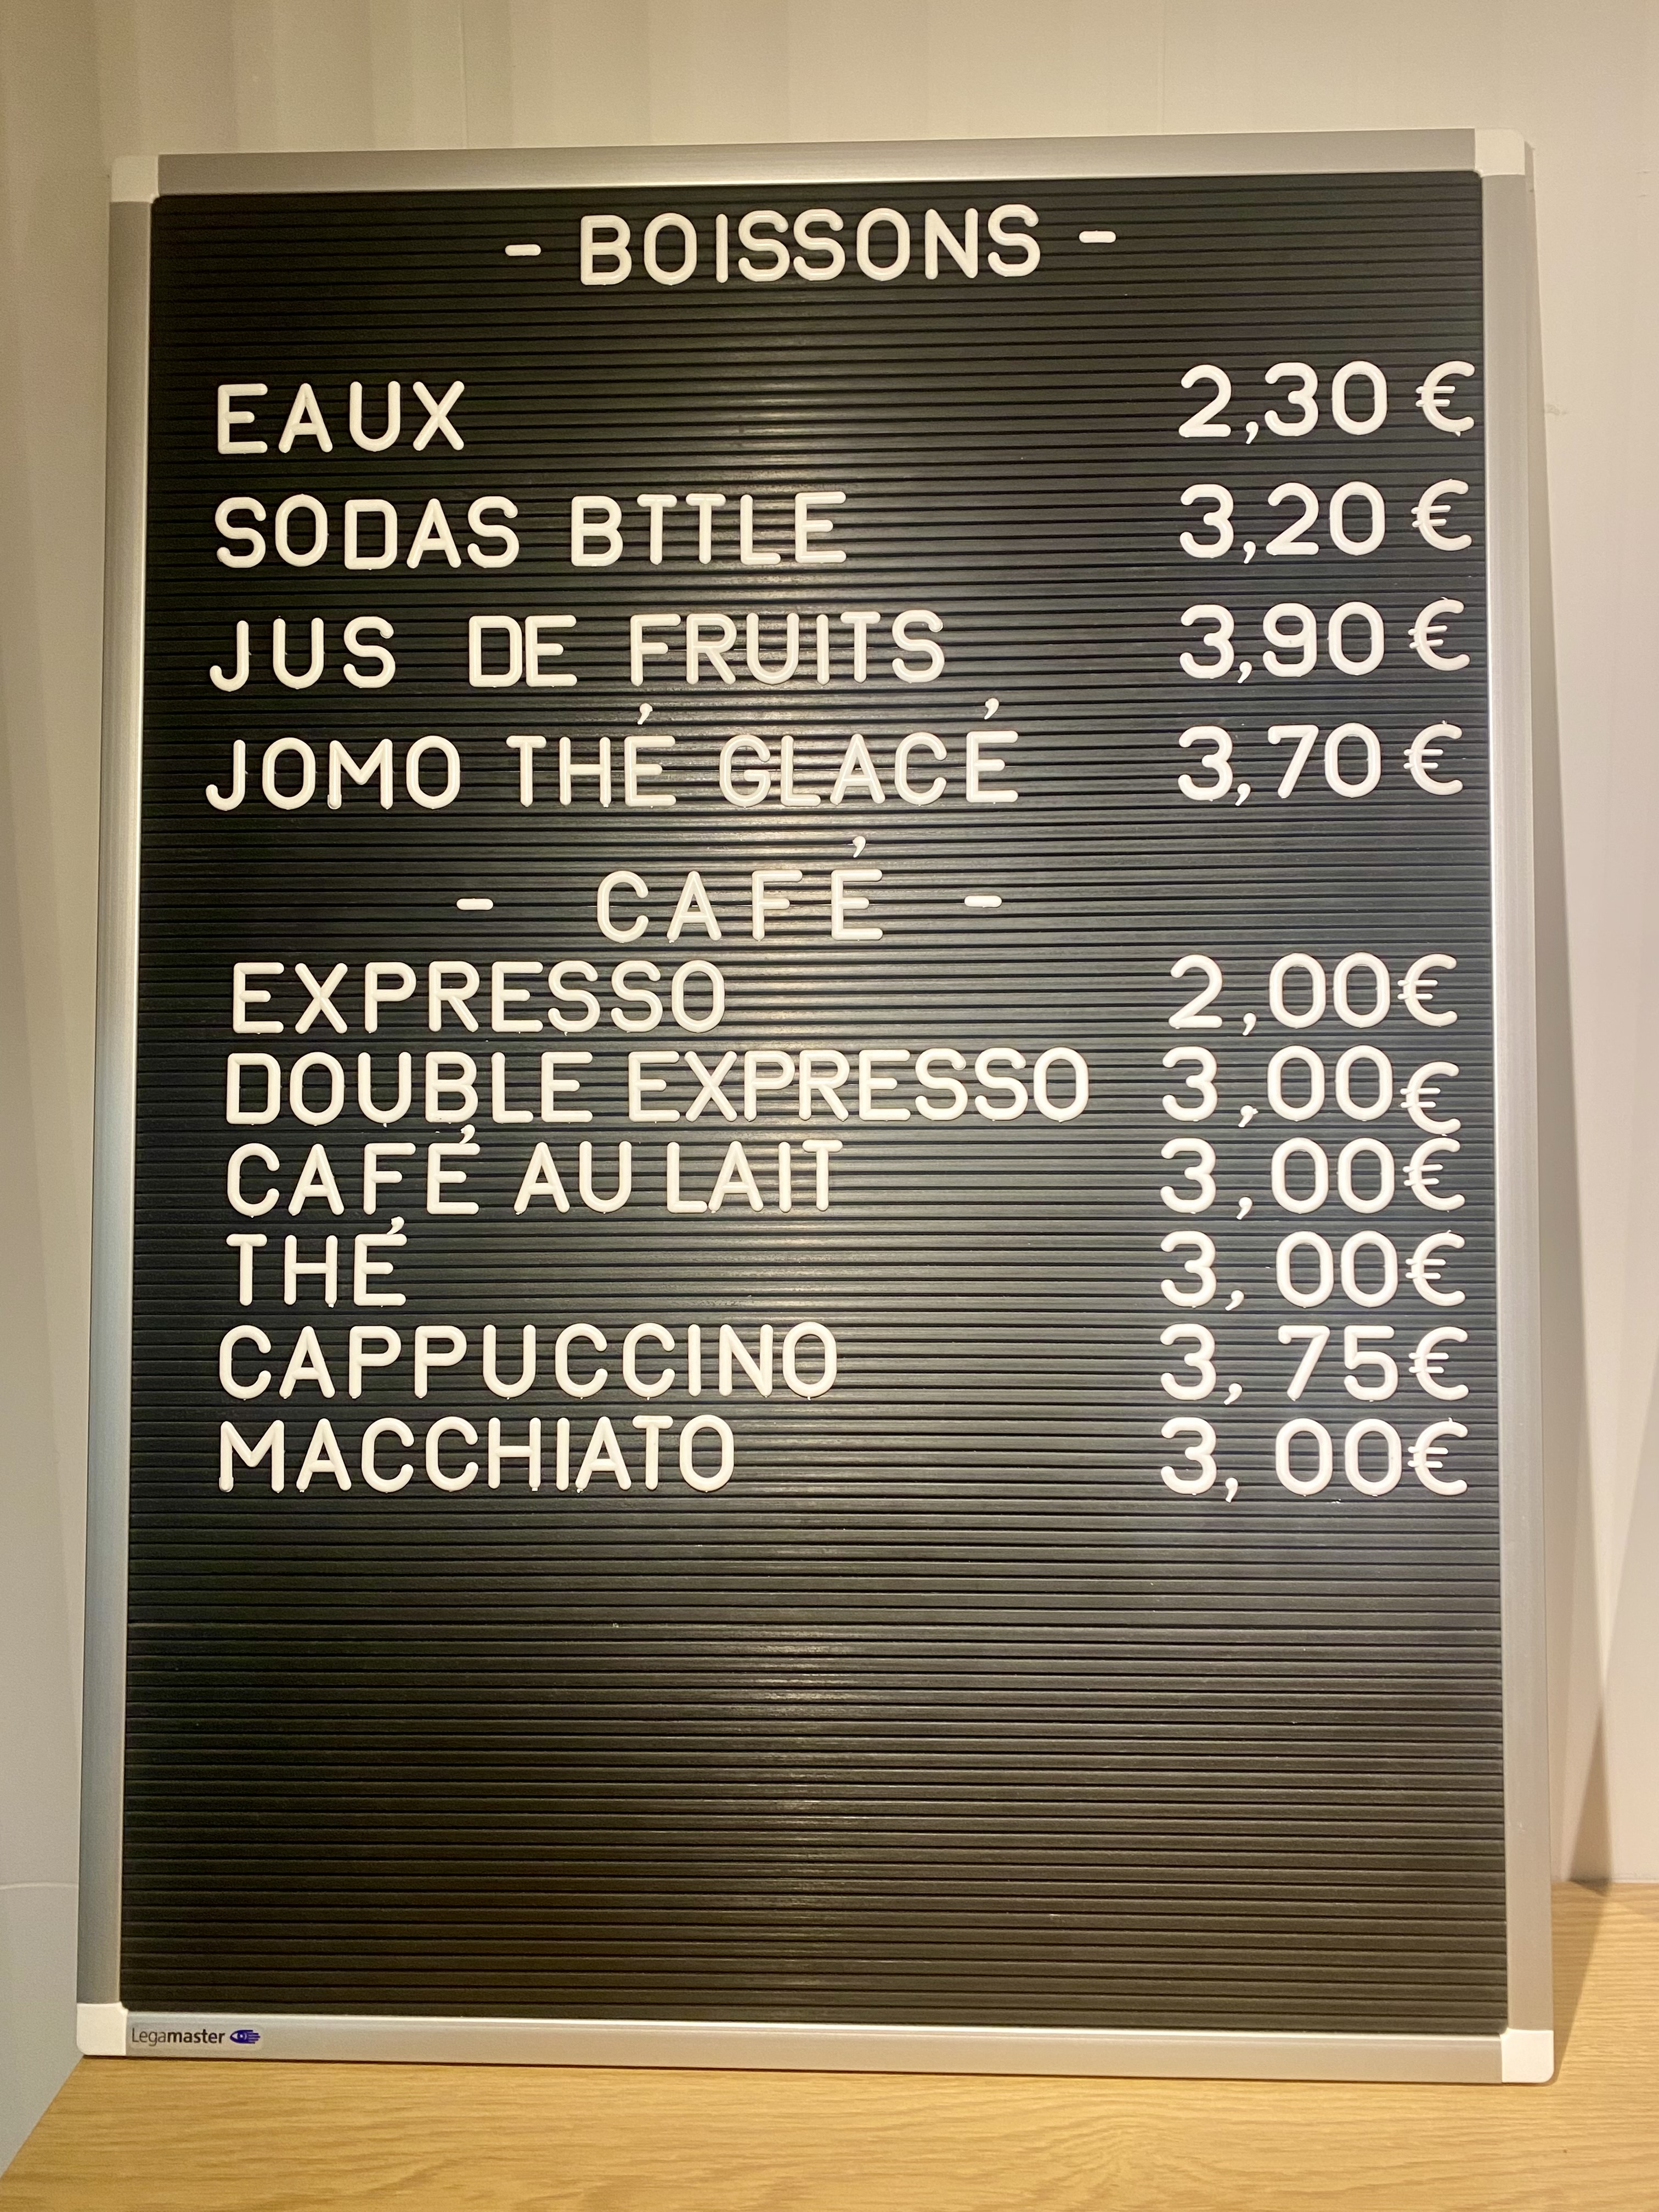 - BOISSONS -
EAUX 2,30 €
SODAS BTTLE 3,20 €
JUS DE FRUITS 3,90 €
JOMO THÉ GLACÉ 3,70 €
- CAFÉ -
EXPRESSO 2,00€
DOUBLE EXPRESSO 3,00€
CAFÉ AU LAIT 3,00€
THÉ 3,00€
CAPPUCCINO 3,75€
MACCHIATO 3,00€
Legamaster